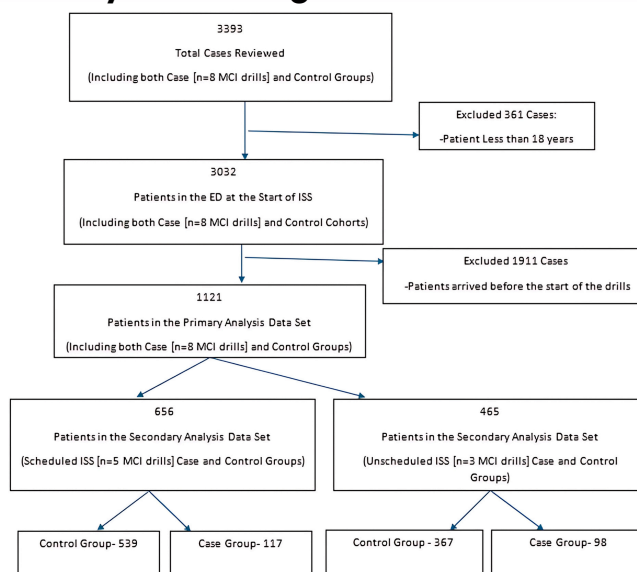 3393
Total Cases Reviewed
(Including both Case [n=8 MCI drills] and Control Groups)
Excluded 361 Cases:
-Patient Less than 18 years
3032
Patients in the ED at the Start of ISS
(Including both Case [n=8 MCI drills] and Control Cohorts)
Excluded 1911 Cases
-Patients arrived before the start of the drills
1121
Patients in the Primary Analysis Data Set
(Including both Case [n=8 MCI drills] and Control Groups)
656
Patients in the Secondary Analysis Data Set
(Scheduled ISS [n=5 MCI drills] Case and Control Groups)
465
Patients in the Secondary Analysis Data Set
(Unscheduled ISS [n=3 MCI drills] Case and Control
Groups)
Control Group- 539
Case Group- 117
Control Group - 367
Case Group- 98